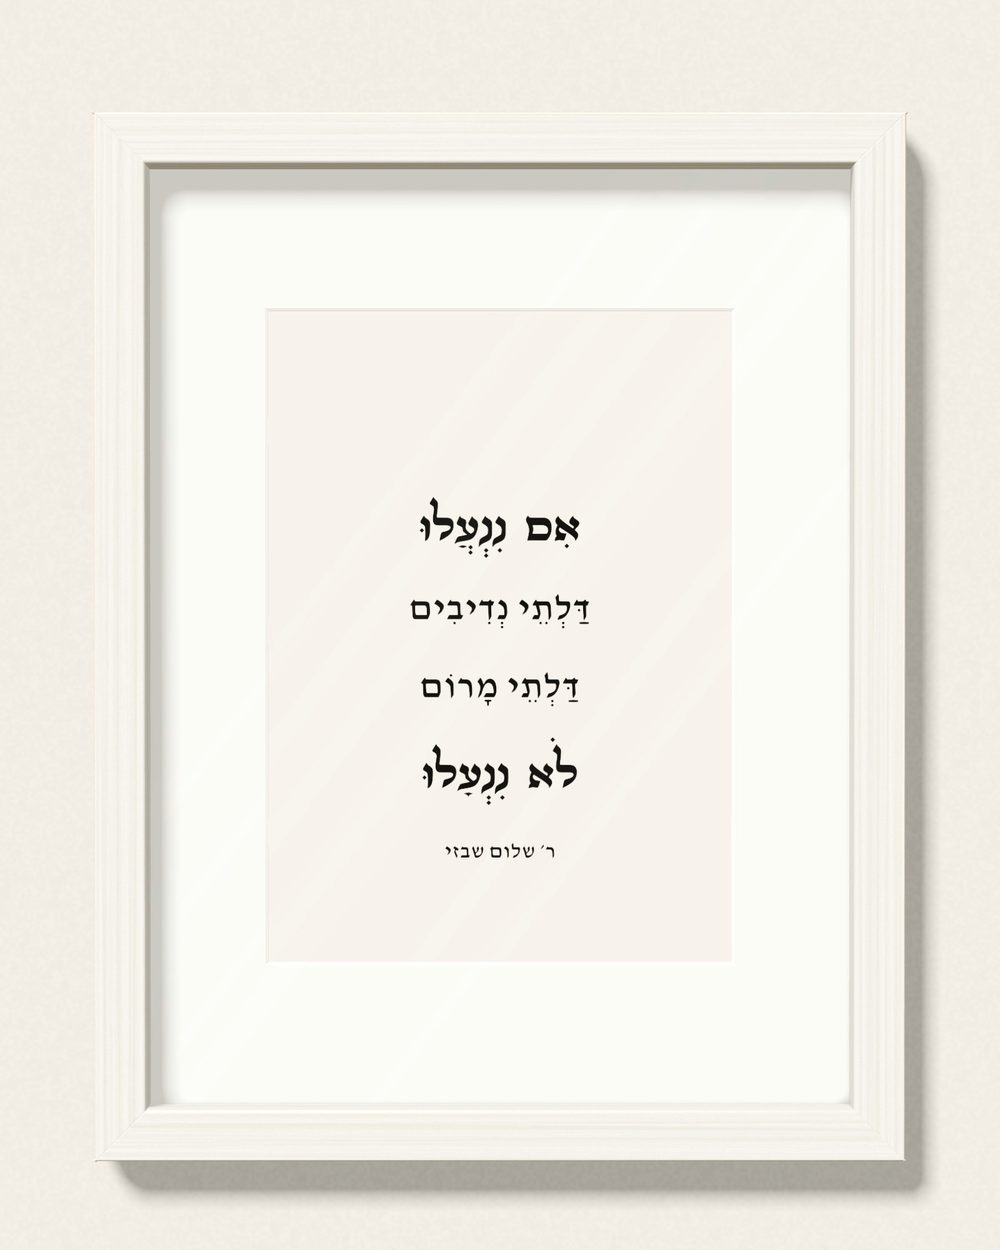 אִם נִנְעֲלוּ
דַּלְתֵי נְדִיבִים
דַּלְתֵי מָרוֹם
לֹא נִנְעָלוּ
ר׳ שלום שבזי